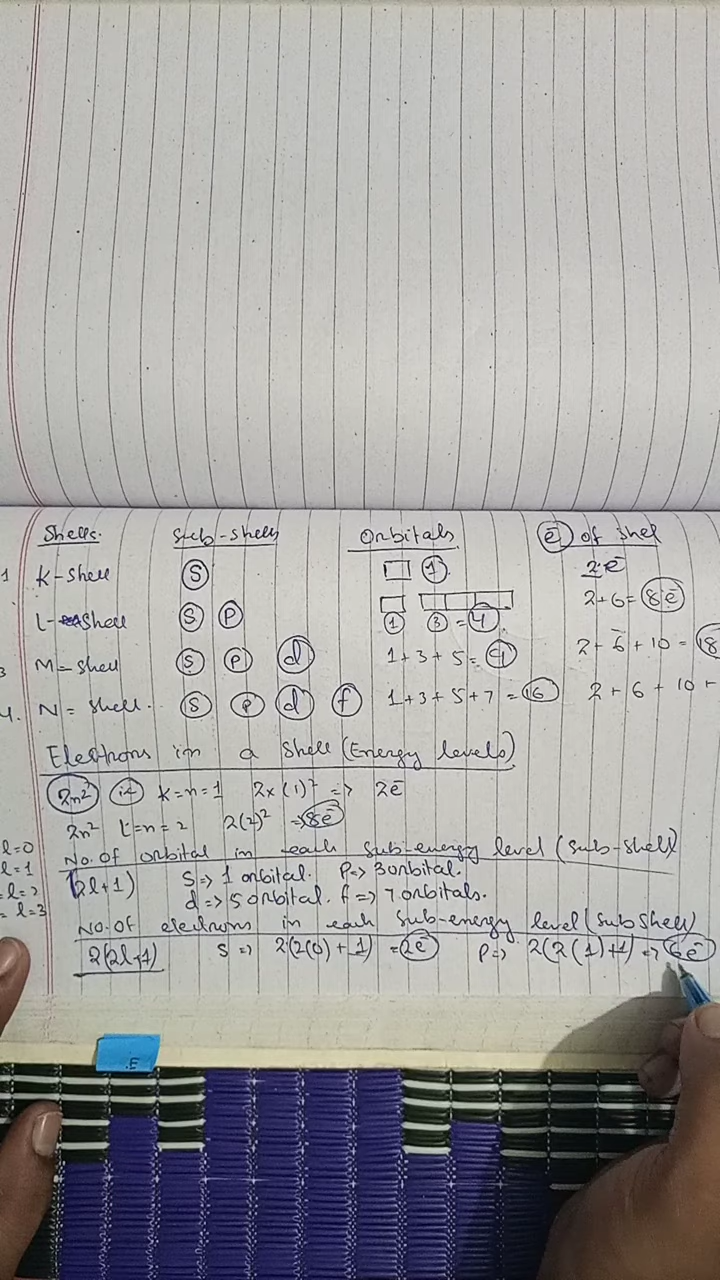 Shells. Sub-shells Orbitals ē of shel
1 K-shell S 1 2ē
L-shell S P 1 3 =4. 2+6=8ē
3 M=shell S P d 1+3+5=9 2+6+10=18
4. N=shell. S P d f 1+3+5+7=16 2+6+10+
Electrons in a Shell (Energy levels)
2n² if K=n=1 2×(1)² => 2ē
2n² L=n=2 2(2)² =>8ē
l=0 No. of orbital in each Sub-energy level (sub-shell)
l=1 (2l+1) S=> 1 orbital. P=> 3 orbital.
=l=2 d=> 5 orbital. f=> 7 orbitals.
= l=3 No. of electrons in each Sub-energy level (subshell)
2(2l+1) S=> 2(2(0)+1) =2ē P=> 2(2(1)+1) => 6ē
.E